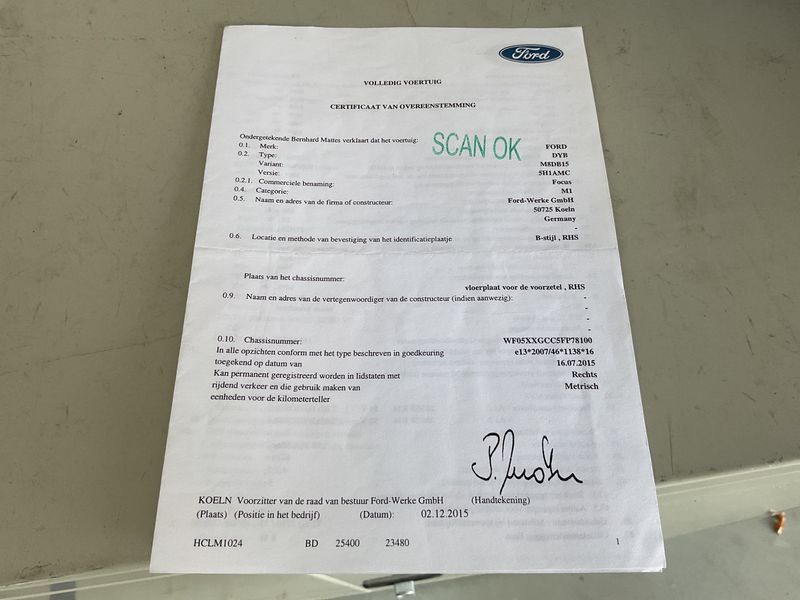 Ford
VOLLEDIG VOERTUIG
CERTIFICAAT VAN OVEREENSTEMMING
Ondergetekende Bernhard Mattes verklaart dat het voertuig:
SCAN OK
0.1. Merk: FORD
0.2. Type: DYB
Variant: M8DB15
Versie: 5H1AMC
0.2.1. Commerciele benaming: Focus
0.4. Categorie: M1
0.5. Naam en adres van de firma of constructeur: Ford-Werke GmbH
50725 Koeln
Germany
-
0.6. Locatie en methode van bevestiging van het identificatieplaatje B-stijl , RHS
Plaats van het chassisnummer:
vloerplaat voor de voorzetel , RHS
0.9. Naam en adres van de vertegenwoordiger van de constructeur (indien aanwezig): -
-
-
-
0.10. Chassisnummer: WF05XXGCC5FP78100
In alle opzichten conform met het type beschreven in goedkeuring e13*2007/46*1138*16
toegekend op datum van 16.07.2015
Kan permanent geregistreerd worden in lidstaten met Rechts
rijdend verkeer en die gebruik maken van Metrisch
eenheden voor de kilometerteller
KOELN Voorzitter van de raad van bestuur Ford-Werke GmbH (Handtekening)
(Plaats) (Positie in het bedrijf) (Datum): 02.12.2015
HCLM1024 BD 25400 23480 1